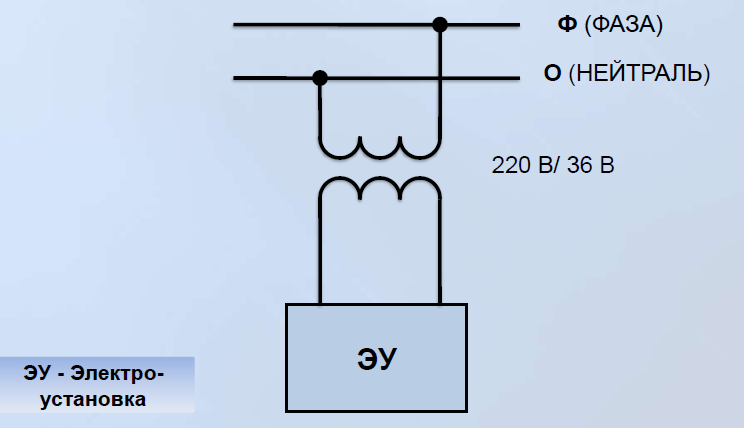 Ф (ФАЗА)
О (НЕЙТРАЛЬ)
220 В/ 36 В
ЭУ
ЭУ - Электро-
установка